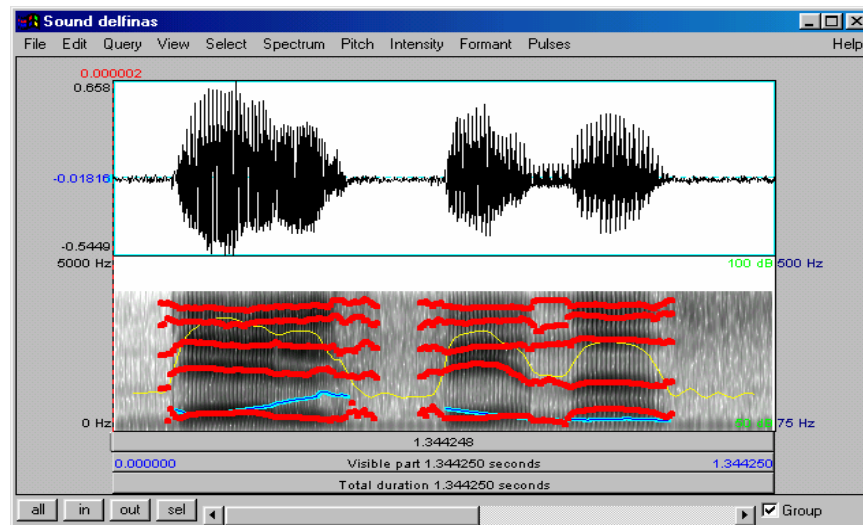 Sound delfinas
File Edit Query View Select Spectrum Pitch Intensity Formant Pulses Help
0.000002
0.658
-0.01816
-0.5449
5000 Hz 100 dB 500 Hz
0 Hz 75 Hz
1.344248
0.000000 Visible part 1.344250 seconds 1.344250
Total duration 1.344250 seconds
all in out sel Group